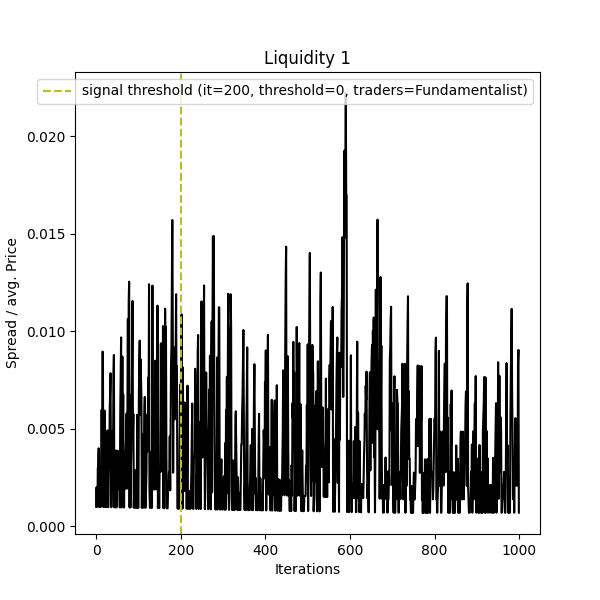 Liquidity 1
signal threshold (it=200, threshold=0, traders=Fundamentalist)
Spread / avg. Price
0.020
0.015
0.010
0.005
0.000
0 200 400 600 800 1000
Iterations